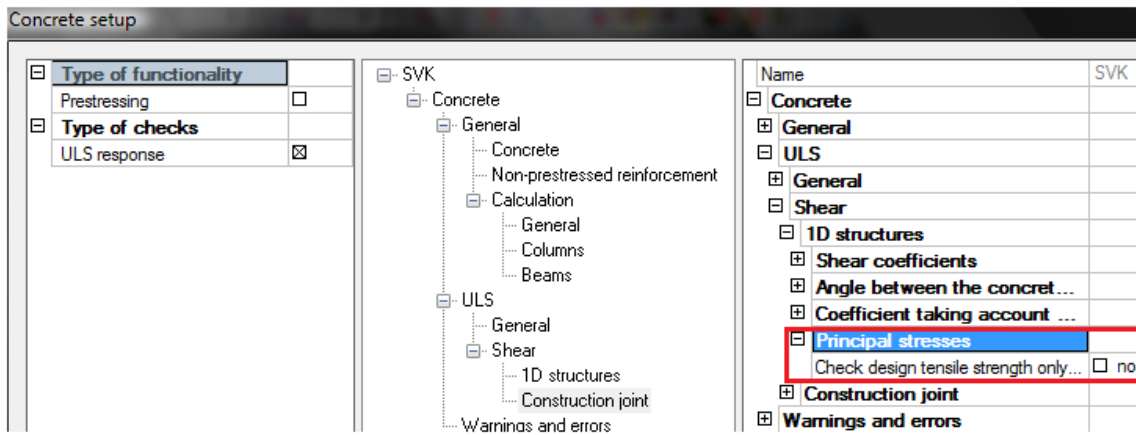 Concrete setup
Type of functionality
Prestressing
Type of checks
ULS response
SVK
Concrete
General
Concrete
Non-prestressed reinforcement
Calculation
General
Columns
Beams
ULS
General
Shear
1D structures
Construction joint
Warnings and errors
Name SVK
Concrete
General
ULS
General
Shear
1D structures
Shear coefficients
Angle between the concret...
Coefficient taking account ...
Principal stresses
Check design tensile strength only... no
Construction joint
Warnings and errors